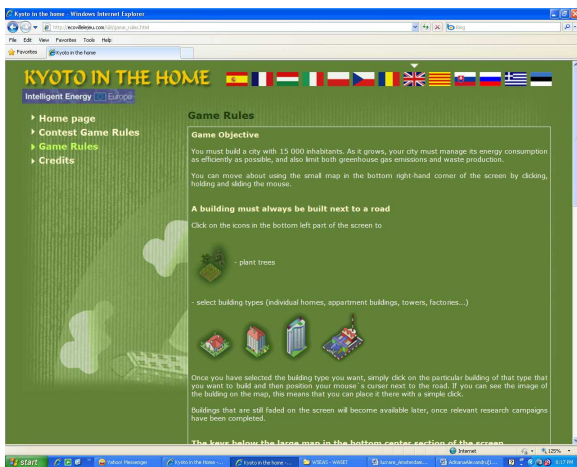 Kyoto in the home - Windows Internet Explorer
http://ecovillelejeu.com
Bing
File Edit View Favorites Tools Help
Favorites Kyoto in the home
KYOTO IN THE HOME
Intelligent Energy Europe
Home page
Contest Game Rules
Game Rules
Credits
Game Rules
Game Objective
You must build a city with 15 000 inhabitants. As it grows, your city must manage its energy consumption
as efficiently as possible, and also limit both greenhouse gas emissions and waste production.
You can move about using the small map in the bottom right-hand corner of the screen by clicking,
holding and sliding the mouse.
A building must always be built next to a road
Click on the icons in the bottom left part of the screen to
- plant trees
- select building types (individual homes, appartment buildings, towers, factories...)
Once you have selected the building type you want, simply click on the particular building of that type that
you want to build and then position your mouse`s curser next to the road. If you can see the image of
the building on the map, this means that you can place it there with a simple click.
Buildings that are still faded on the screen will become available later, once relevant research campaigns
have been completed.
The keys below the large map in the bottom center section of the screen
Internet 125%
start Yahoo! Messenger Kyoto in the Home -... Kyoto in the home -... WSEAS - WWSET lucrare_Amsterdam... 8:17 PM